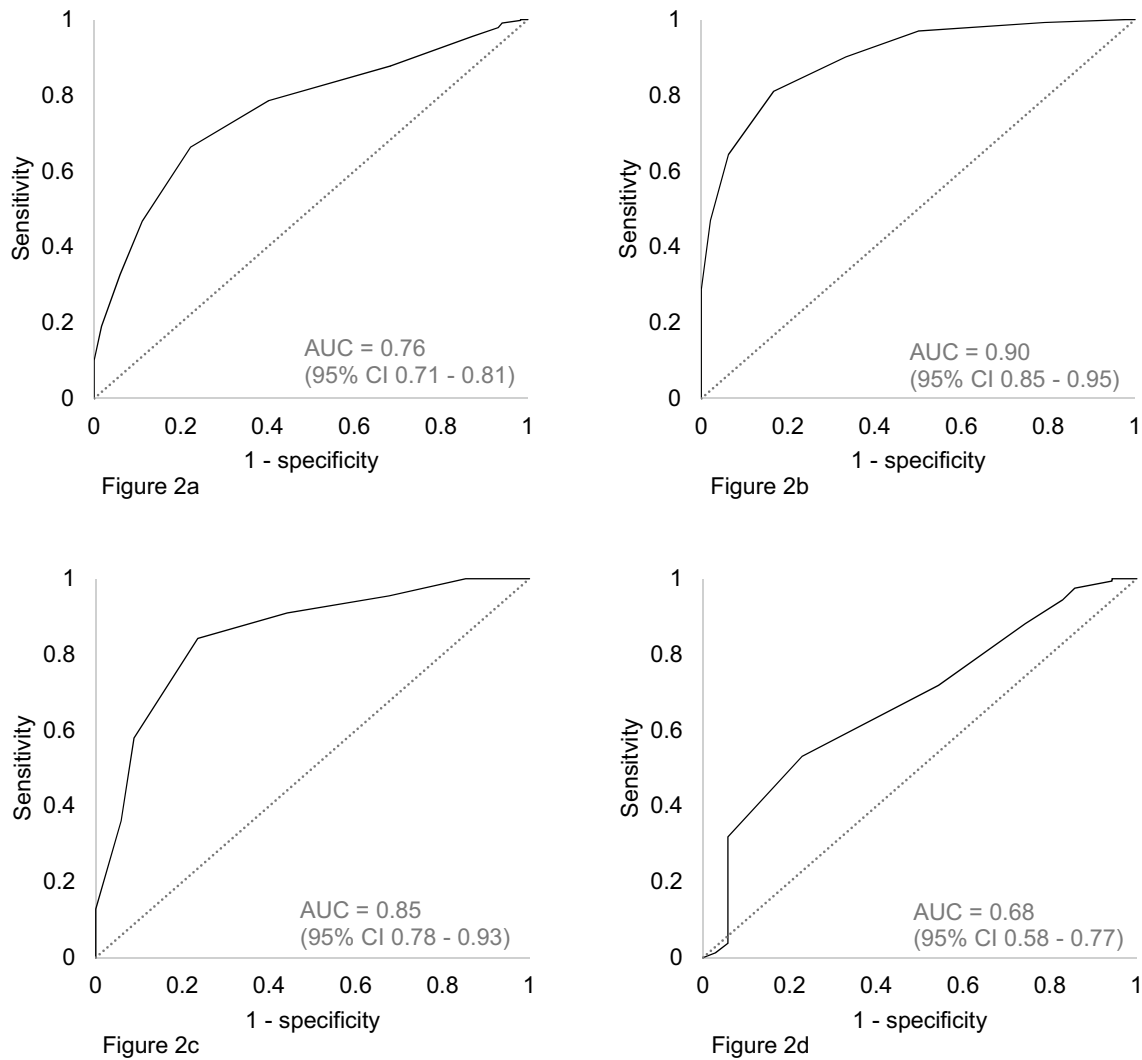 1
0.8
0.6
0.4
0.2
0
Sensitivity
AUC = 0.76
(95% CI 0.71 - 0.81)
0 0.2 0.4 0.6 0.8 1
1 - specificity
Figure 2a
1
0.8
0.6
0.4
0.2
0
Sensitivty
AUC = 0.90
(95% CI 0.85 - 0.95)
0 0.2 0.4 0.6 0.8 1
1 - specificity
Figure 2b
1
0.8
0.6
0.4
0.2
0
Sensitivity
AUC = 0.85
(95% CI 0.78 - 0.93)
0 0.2 0.4 0.6 0.8 1
1 - specificity
Figure 2c
1
0.8
0.6
0.4
0.2
0
Sensitvity
AUC = 0.68
(95% CI 0.58 - 0.77)
0 0.2 0.4 0.6 0.8 1
1 - specificity
Figure 2d